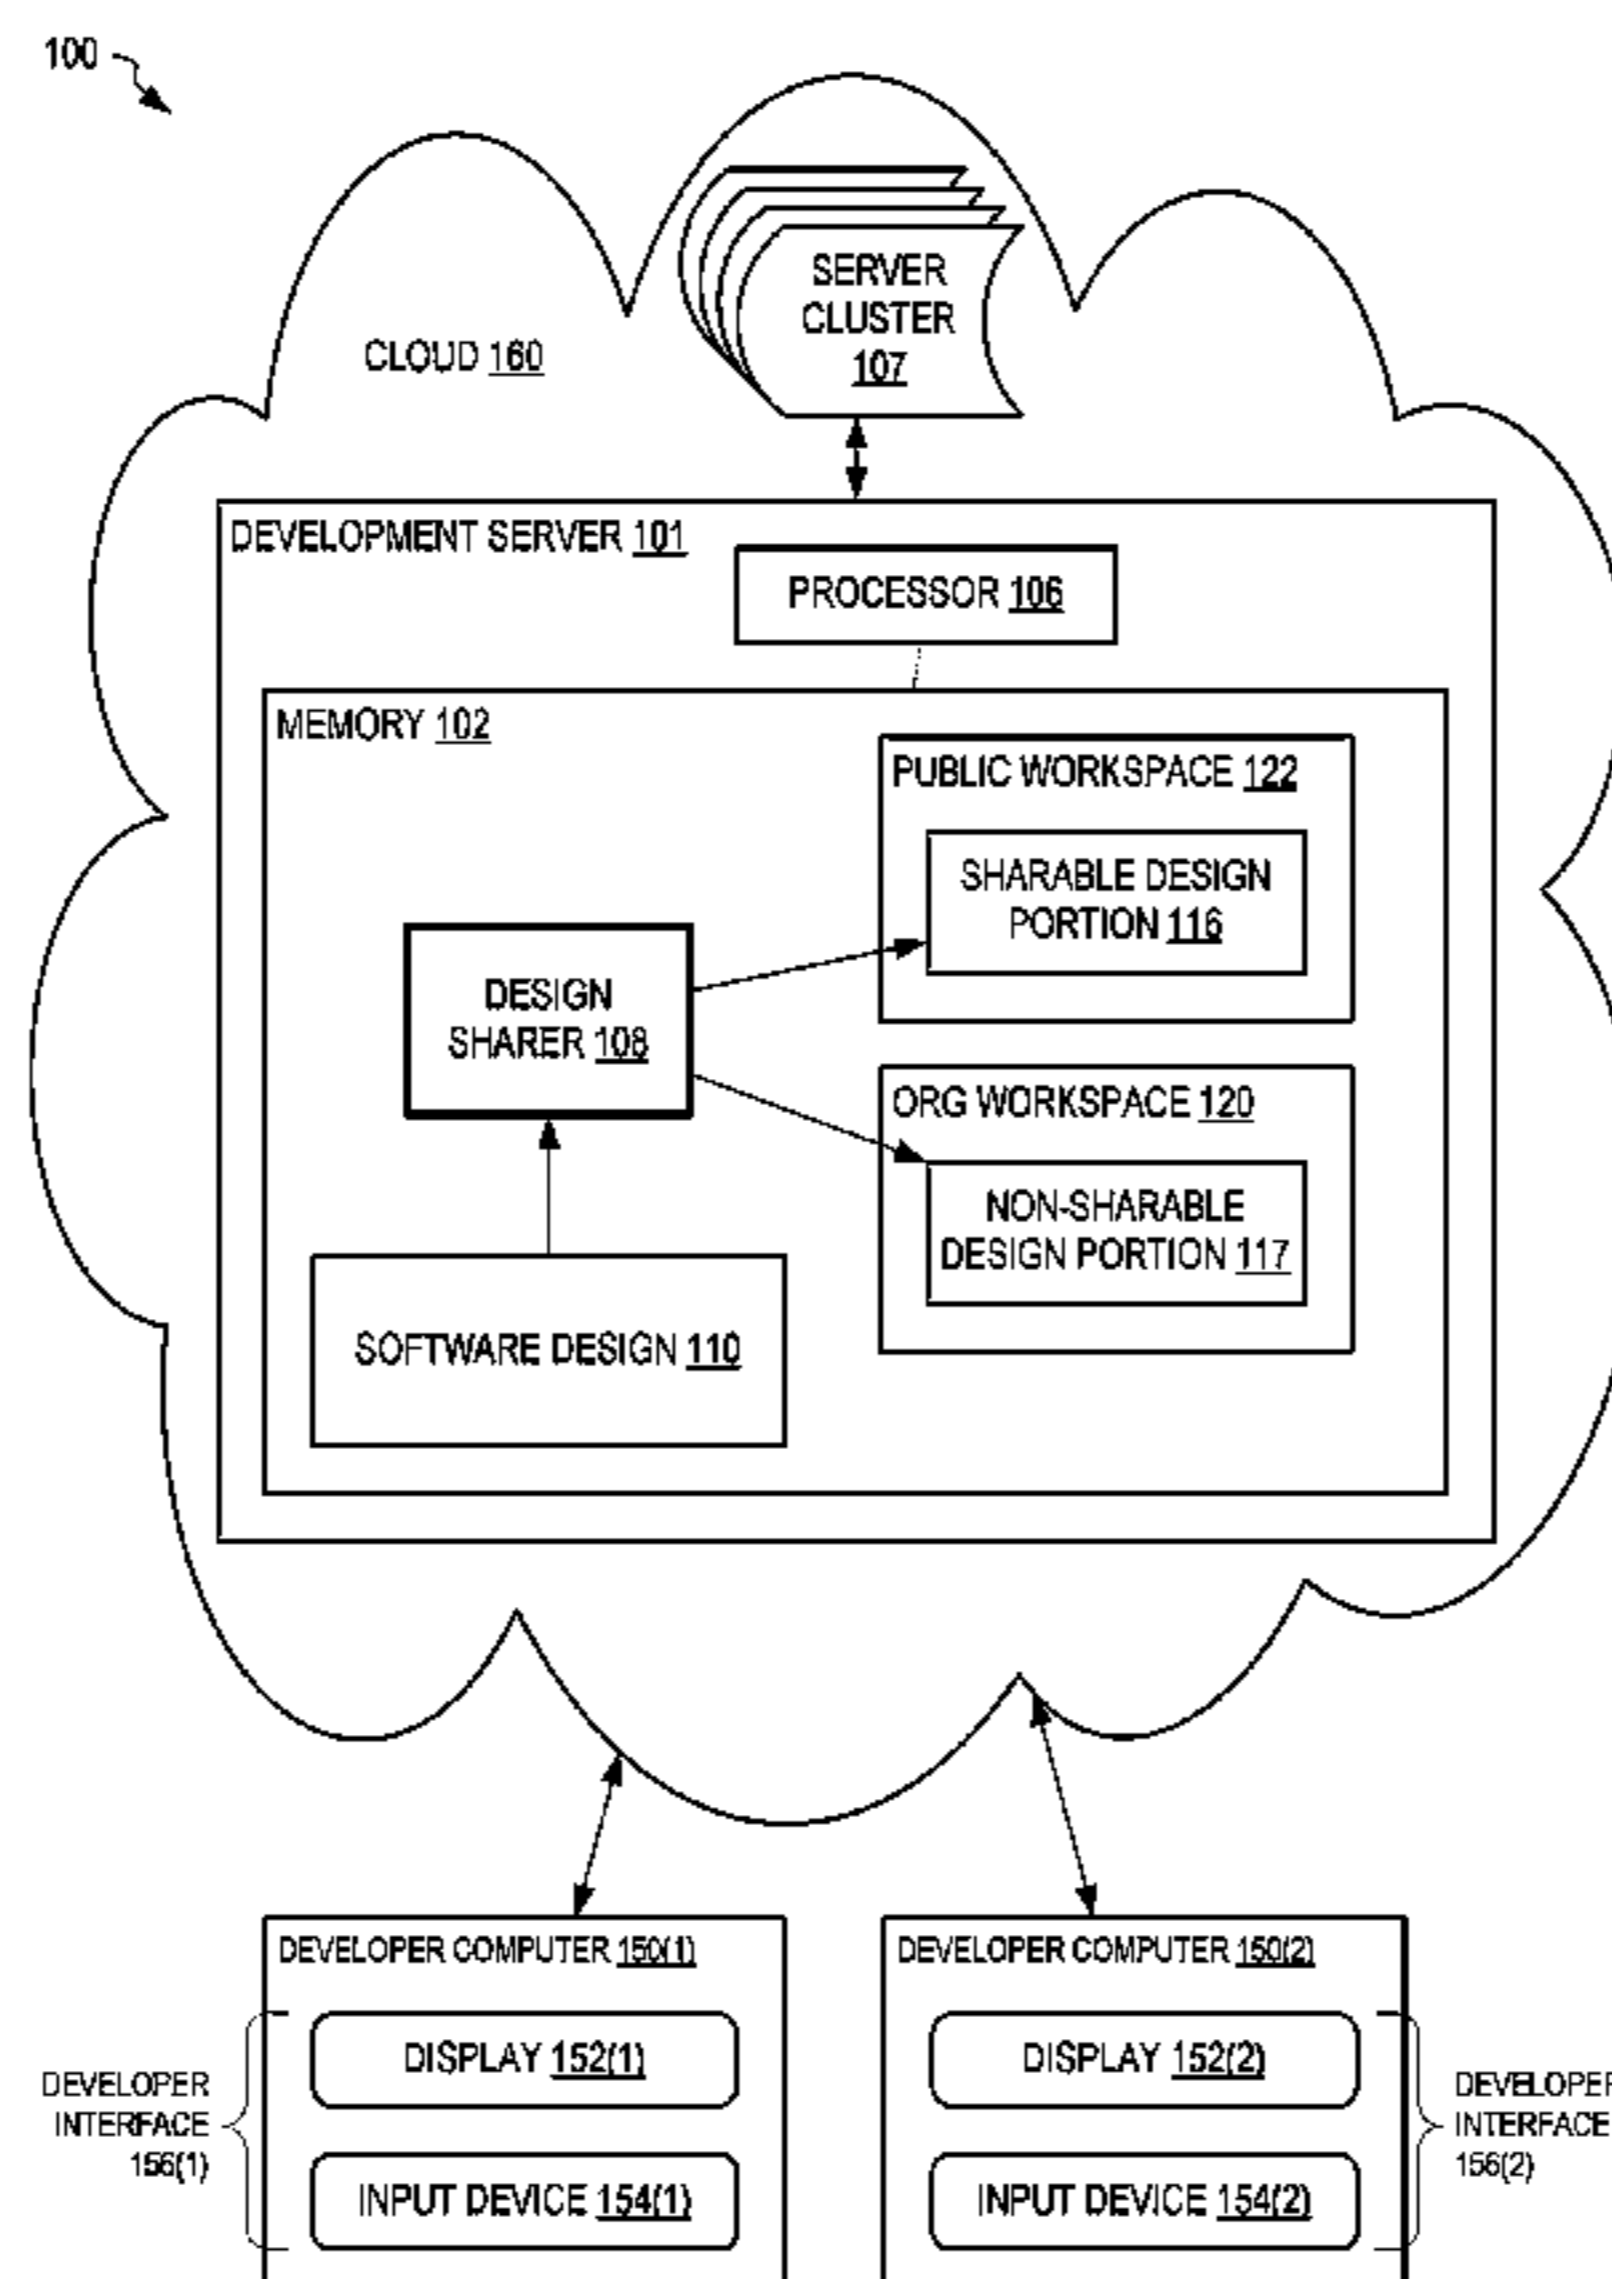 100
SERVER
CLUSTER
107
CLOUD 160
DEVELOPMENT SERVER 101
PROCESSOR 106
MEMORY 102
PUBLIC WORKSPACE 122
SHARABLE DESIGN
PORTION 116
DESIGN
SHARER 108
ORG WORKSPACE 120
NON-SHARABLE
DESIGN PORTION 117
SOFTWARE DESIGN 110
DEVELOPER COMPUTER 150(1)
DISPLAY 152(1)
INPUT DEVICE 154(1)
DEVELOPER
INTERFACE
156(1)
DEVELOPER COMPUTER 150(2)
DISPLAY 152(2)
INPUT DEVICE 154(2)
DEVELOPER
INTERFACE
156(2)